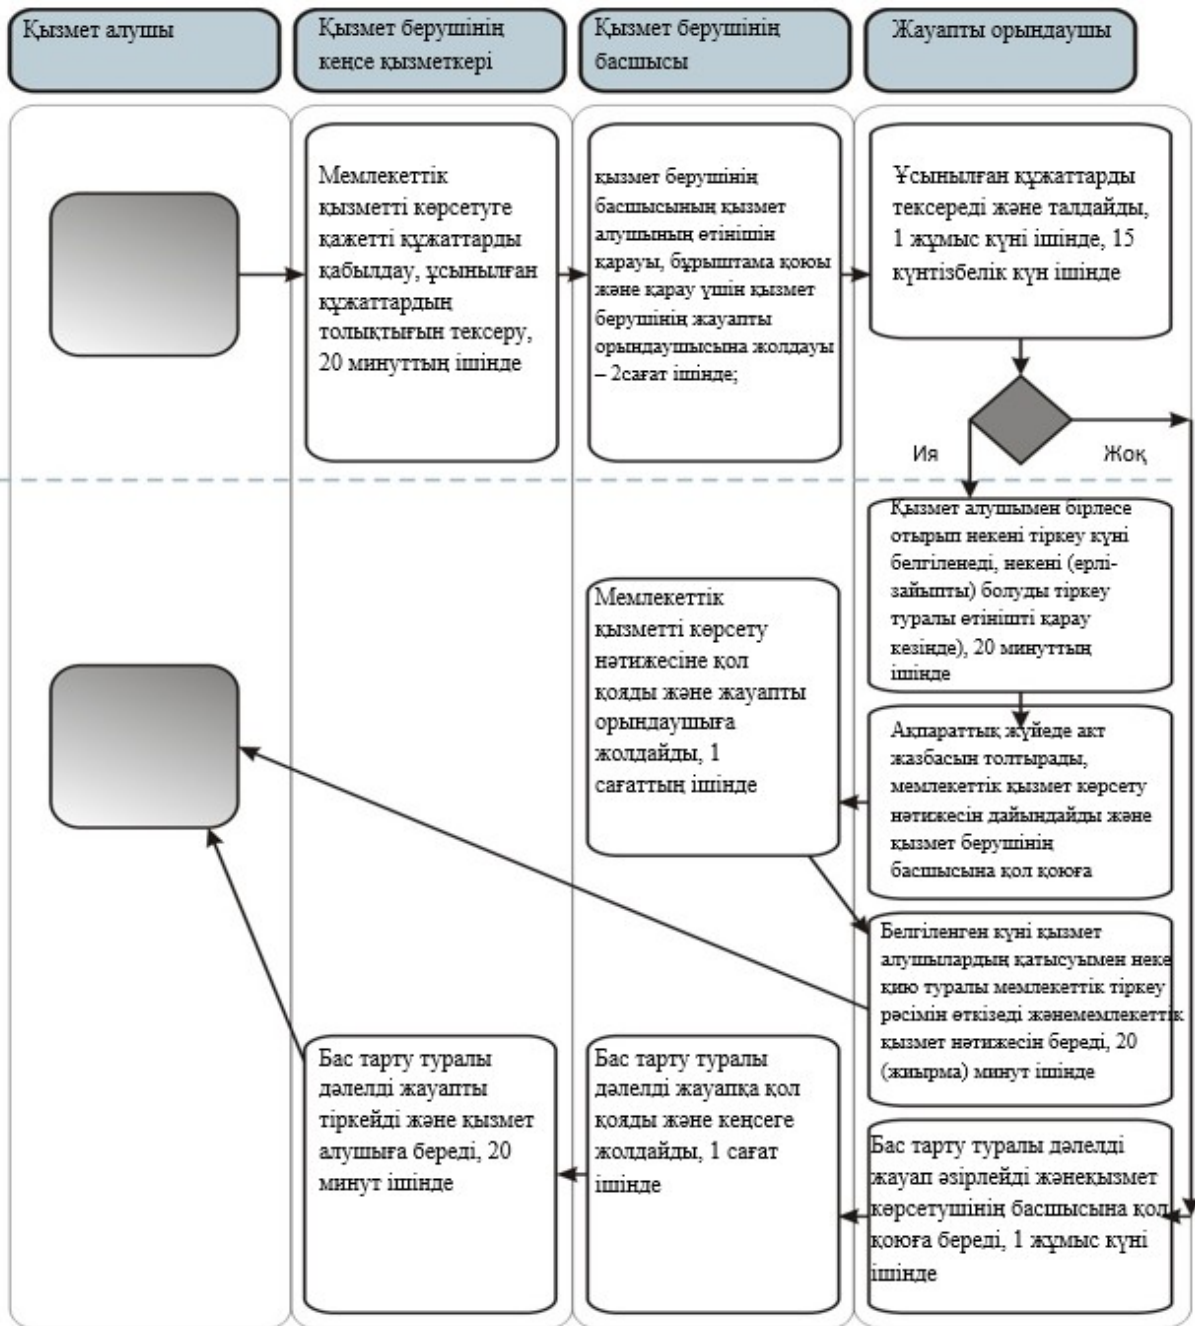 Қызмет алушы
Қызмет берушінің
кеңсе қызметкері
Қызмет берушінің
басшысы
Жауапты орындаушы
Мемлекеттік
қызметті көрсетуге
қажетті құжаттарды
қабылдау, ұсынылған
құжаттардың
толықтығын тексеру,
20 минуттың ішінде
қызмет берушінің
басшысының қызмет
алушының өтінішін
қарауы, бұрыштама қоюы
және қарау үшін қызмет
берушінің жауапты
орындаушысына жолдауы
– 2сағат ішінде;
Ұсынылған құжаттарды
тексереді және талдайды,
1 жұмыс күні ішінде, 15
күнтізбелік күн ішінде
Ия
Жоқ
Қызмет алушымен бірлесе
отырып некені тіркеу күні
белгіленеді, некені (ерлі-
зайыпты) болуды тіркеу
туралы өтінішті қарау
кезінде), 20 минуттың
ішінде
Мемлекеттік
қызметті көрсету
нәтижесіне қол
қояды және жауапты
орындаушыға
жолдайды, 1
сағаттың ішінде
Ақпараттық жүйеде акт
жазбасын толтырады,
мемлекеттік қызмет көрсету
нәтижесін дайындайды және
қызмет берушінің
басшысына қол қоюға
Белгіленген күні қызмет
алушылардың қатысуымен неке
қию туралы мемлекеттік тіркеу
рәсімін өткізеді жәнемемлекеттік
қызмет нәтижесін береді, 20
(жиырма) минут ішінде
Бас тарту туралы
дәлелді жауапты
тіркейді және қызмет
алушыға береді, 20
минут ішінде
Бас тарту туралы
дәлелді жауапқа қол
қояды және кеңсеге
жолдайды, 1 сағат
ішінде
Бас тарту туралы дәлелді
жауап әзірлейді жәнеқызмет
көрсетушінің басшысына қол
қоюға береді, 1 жұмыс күні
ішінде